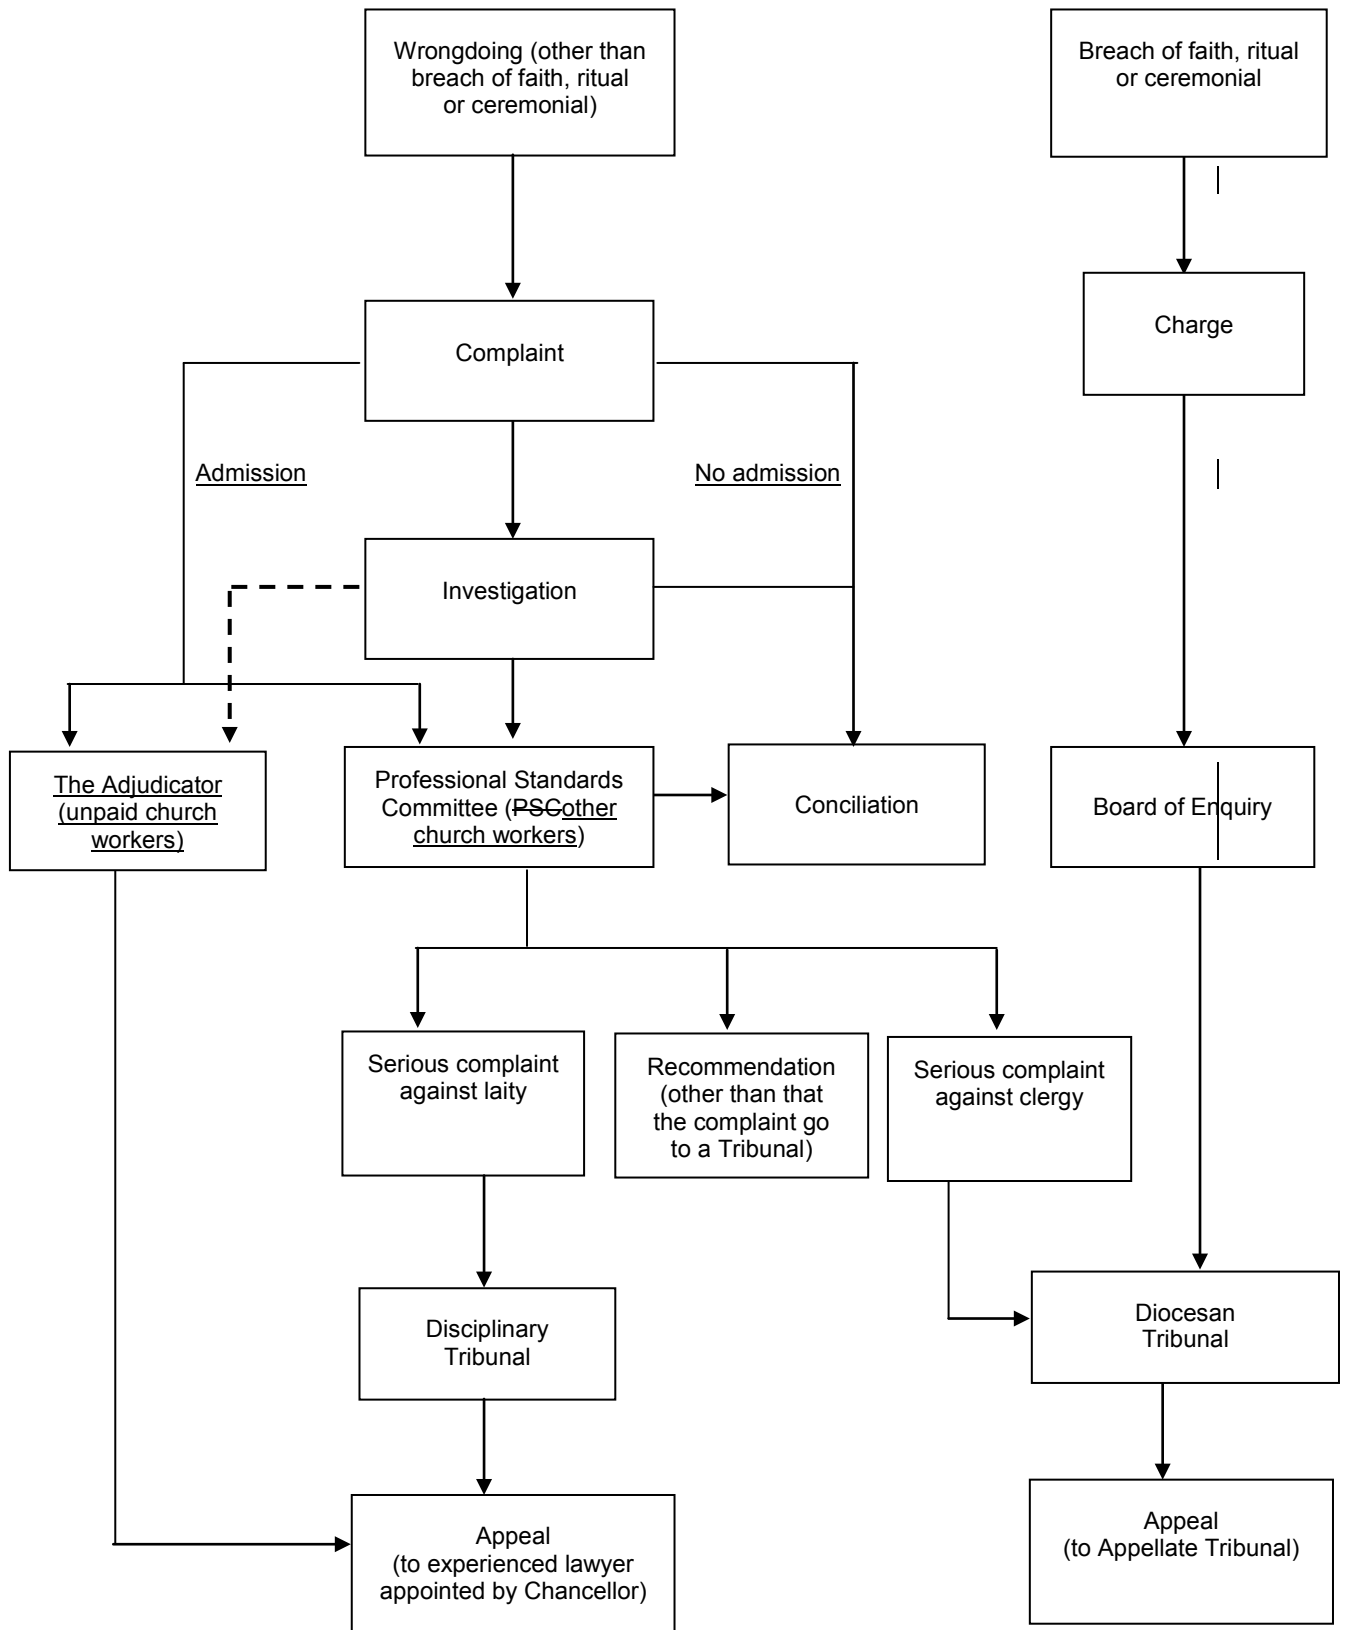 Wrongdoing (other than
breach of faith, ritual
or ceremonial)
Breach of faith, ritual
or ceremonial
Complaint
Charge
Admission
No admission
Investigation
The Adjudicator
(unpaid church
workers)
Professional Standards
Committee (PSCother
church workers)
Conciliation
Board of Enquiry
Serious complaint
against laity
Recommendation
(other than that
the complaint go
to a Tribunal)
Serious complaint
against clergy
Disciplinary
Tribunal
Diocesan
Tribunal
Appeal
(to experienced lawyer
appointed by Chancellor)
Appeal
(to Appellate Tribunal)